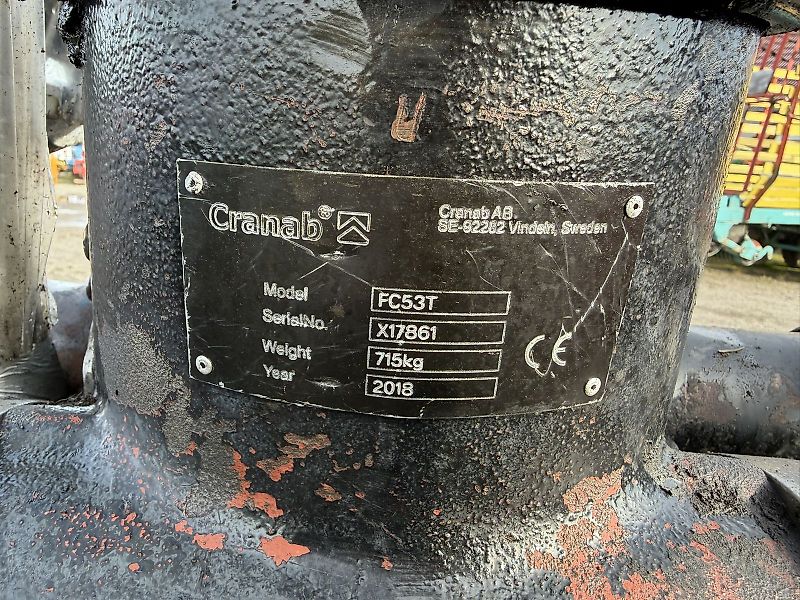 Cranab®
Cranab AB
SE-92282 Vindeln, Sweden
Model FC53T
SerialNo. X17861
Weight 715kg
Year 2018
CE